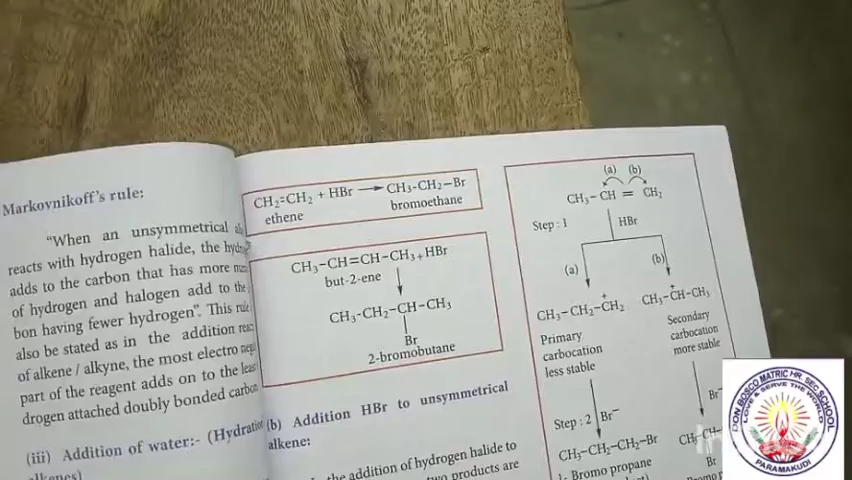 Markovnikoff's rule:
"When an unsymmetrical
reacts with hydrogen halide, the
adds to the carbon that has more
of hydrogen and halogen add to the
bon having fewer hydrogen". This rule
also be stated as in the addition
of alkene / alkyne, the most electro
part of the reagent adds on to the
drogen attached doubly bonded carbon
(iii) Addition of water:-
CH₂=CH₂ + HBr ⟶ CH₃-CH₂-Br
ethene bromoethane
CH₃-CH=CH-CH₃+HBr
but-2-ene
CH₃-CH₂-CH-CH₃
Br
2-bromobutane
(b) Addition HBr to unsymmetrical
alkene:
the addition of hydrogen halide to
two products are
(a) (b)
CH₃-CH = CH₂
Step : 1 HBr
(a) (b)
CH₃-CH₂-CH₂ +
Primary
carbocation
less stable
CH₃-CH-CH₃ +
Secondary
carbocation
more stable
Step : 2 Br⁻
Br⁻
CH₃-CH₂-CH₂-Br
1- Bromo propane
Br
DON BOSCO MATRIC HR. SEC SCHOOL
LOVE & SERVE THE WORLD
PARAMAKUDI